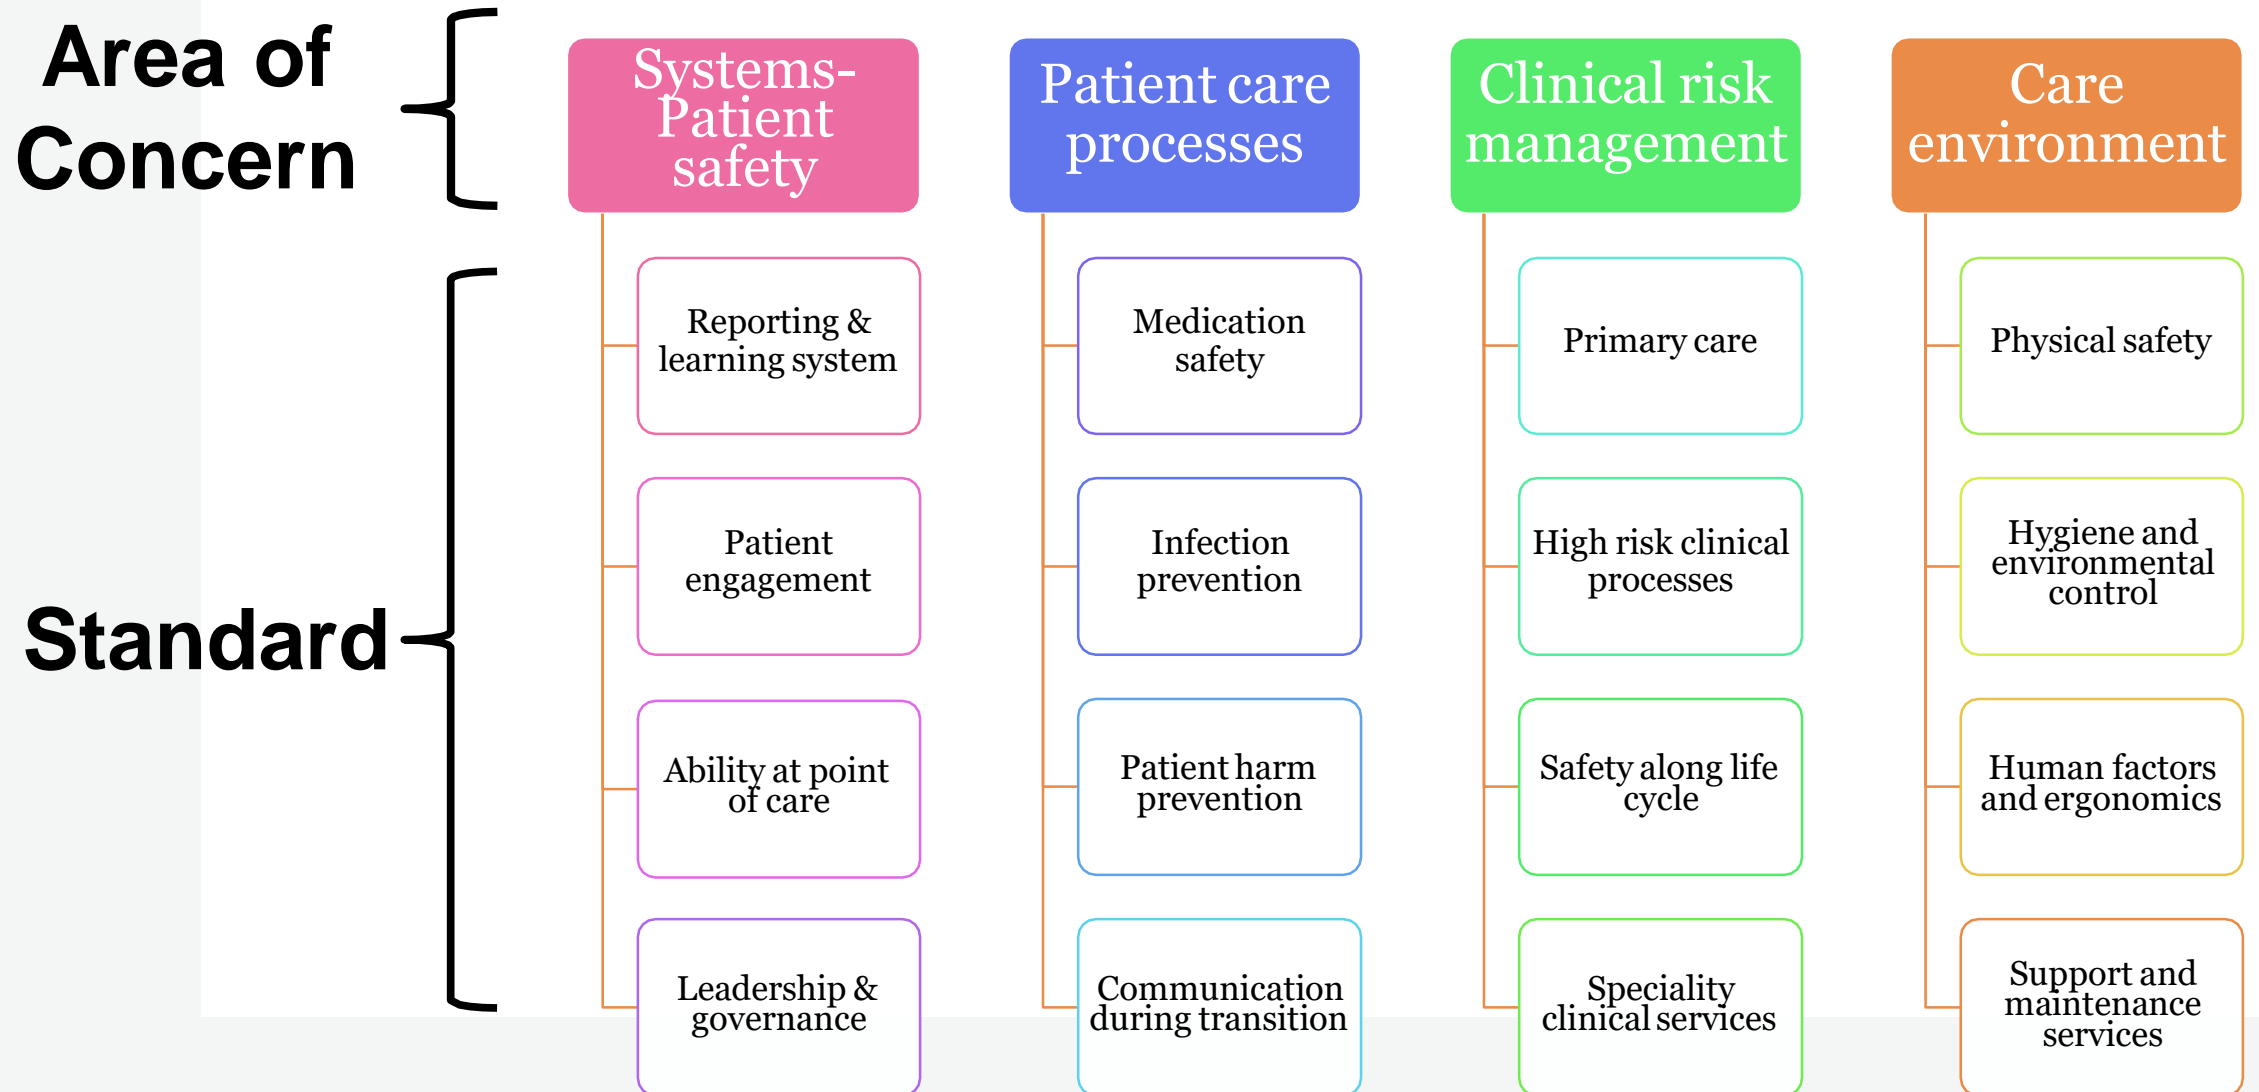 Area of
Concern
Systems-
Patient
safety
Patient care
processes
Clinical risk
management
Care
environment
Standard
Reporting &
learning system
Medication
safety
Primary care
Physical safety
Patient
engagement
Infection
prevention
High risk clinical
processes
Hygiene and
environmental
control
Ability at point
of care
Patient harm
prevention
Safety along life
cycle
Human factors
and ergonomics
Leadership &
governance
Communication
during transition
Speciality
clinical services
Support and
maintenance
services